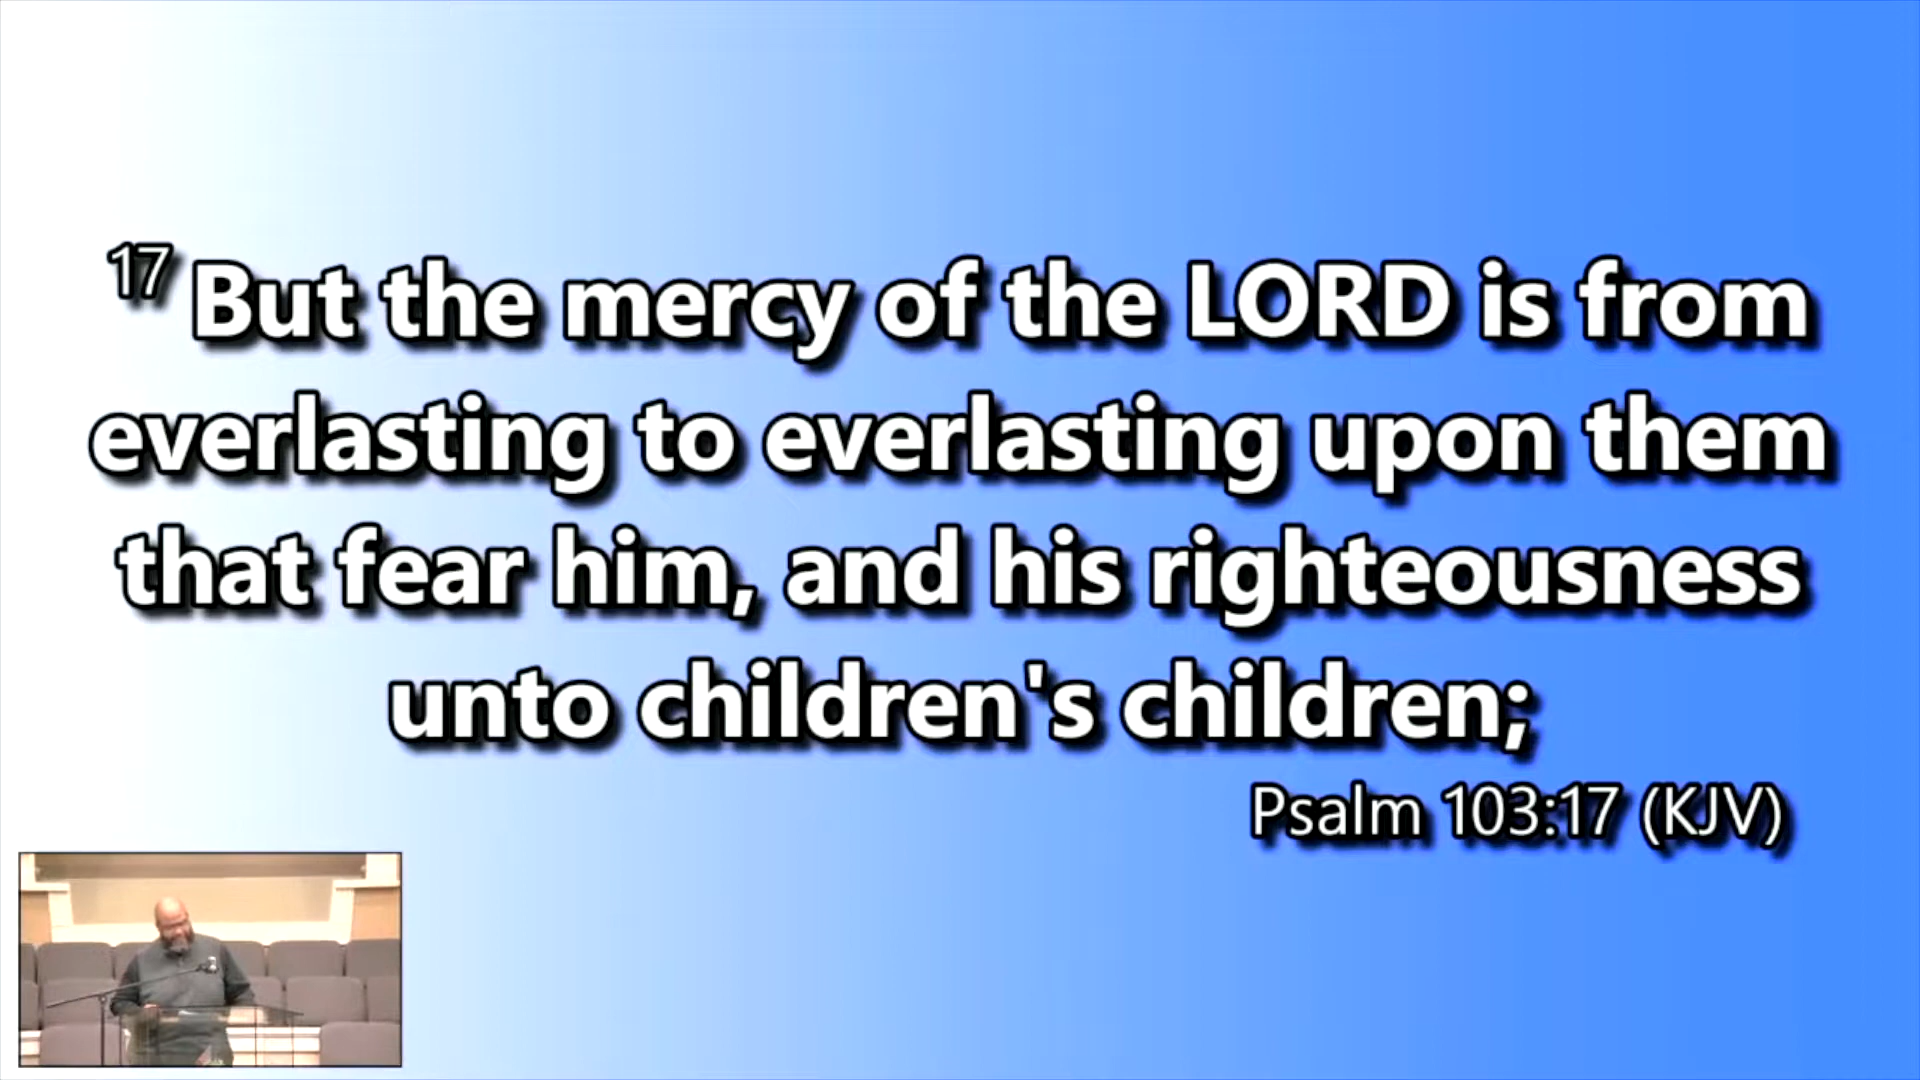 17 But the mercy of the LORD is from
everlasting to everlasting upon them
that fear him, and his righteousness
unto children's children;
Psalm 103:17 (KJV)